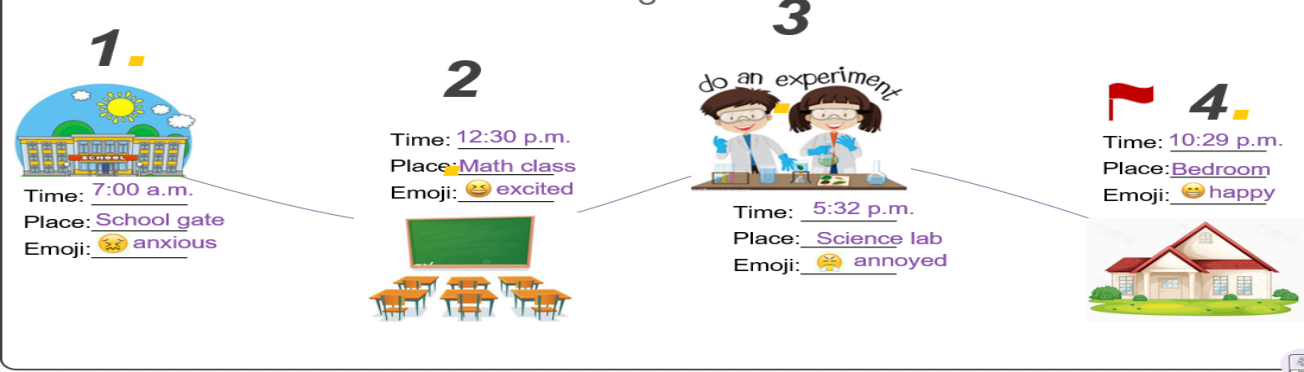 1.
SCHOOL
Time: 7:00 a.m.
Place: School gate
Emoji: 😖 anxious
2
Time: 12:30 p.m.
Place: Math class
Emoji: 😆 excited
3
do an experiment
Time: 5:32 p.m.
Place: Science lab
Emoji: 😤 annoyed
4.
Time: 10:29 p.m.
Place: Bedroom
Emoji: 😁 happy